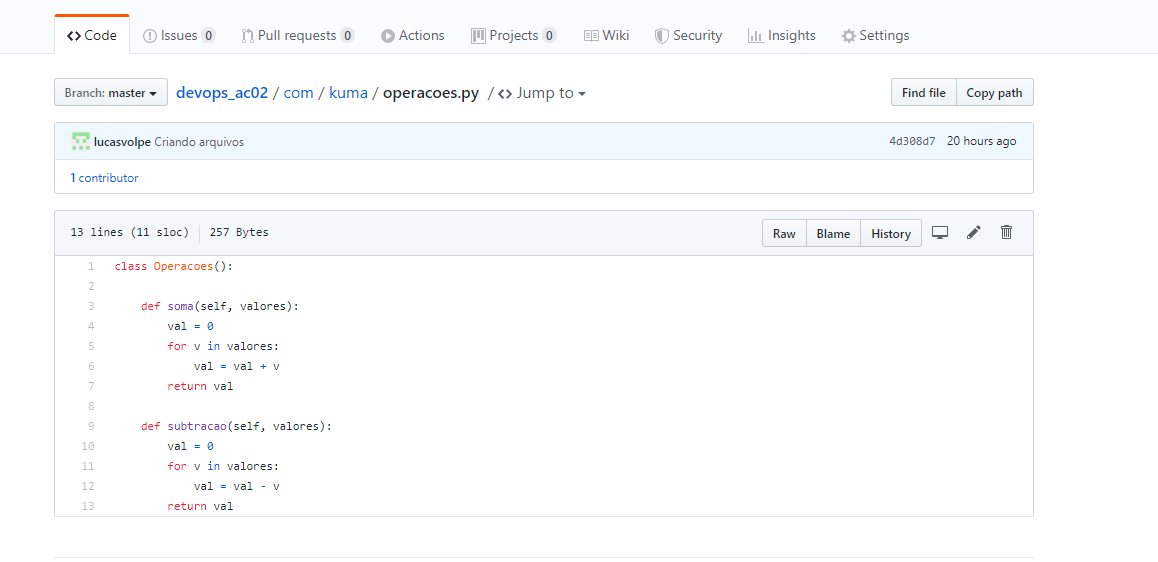 Code Issues 0 Pull requests 0 Actions Projects 0 Wiki Security Insights Settings
Branch: master devops_ac02 / com / kuma / operacoes.py / <> Jump to Find file Copy path
lucasvolpe Criando arquivos 4d308d7 20 hours ago
1 contributor
13 lines (11 sloc) 257 Bytes Raw Blame History
1 class Operacoes():
2
3     def soma(self, valores):
4         val = 0
5         for v in valores:
6             val = val + v
7         return val
8
9     def subtracao(self, valores):
10         val = 0
11         for v in valores:
12             val = val - v
13         return val